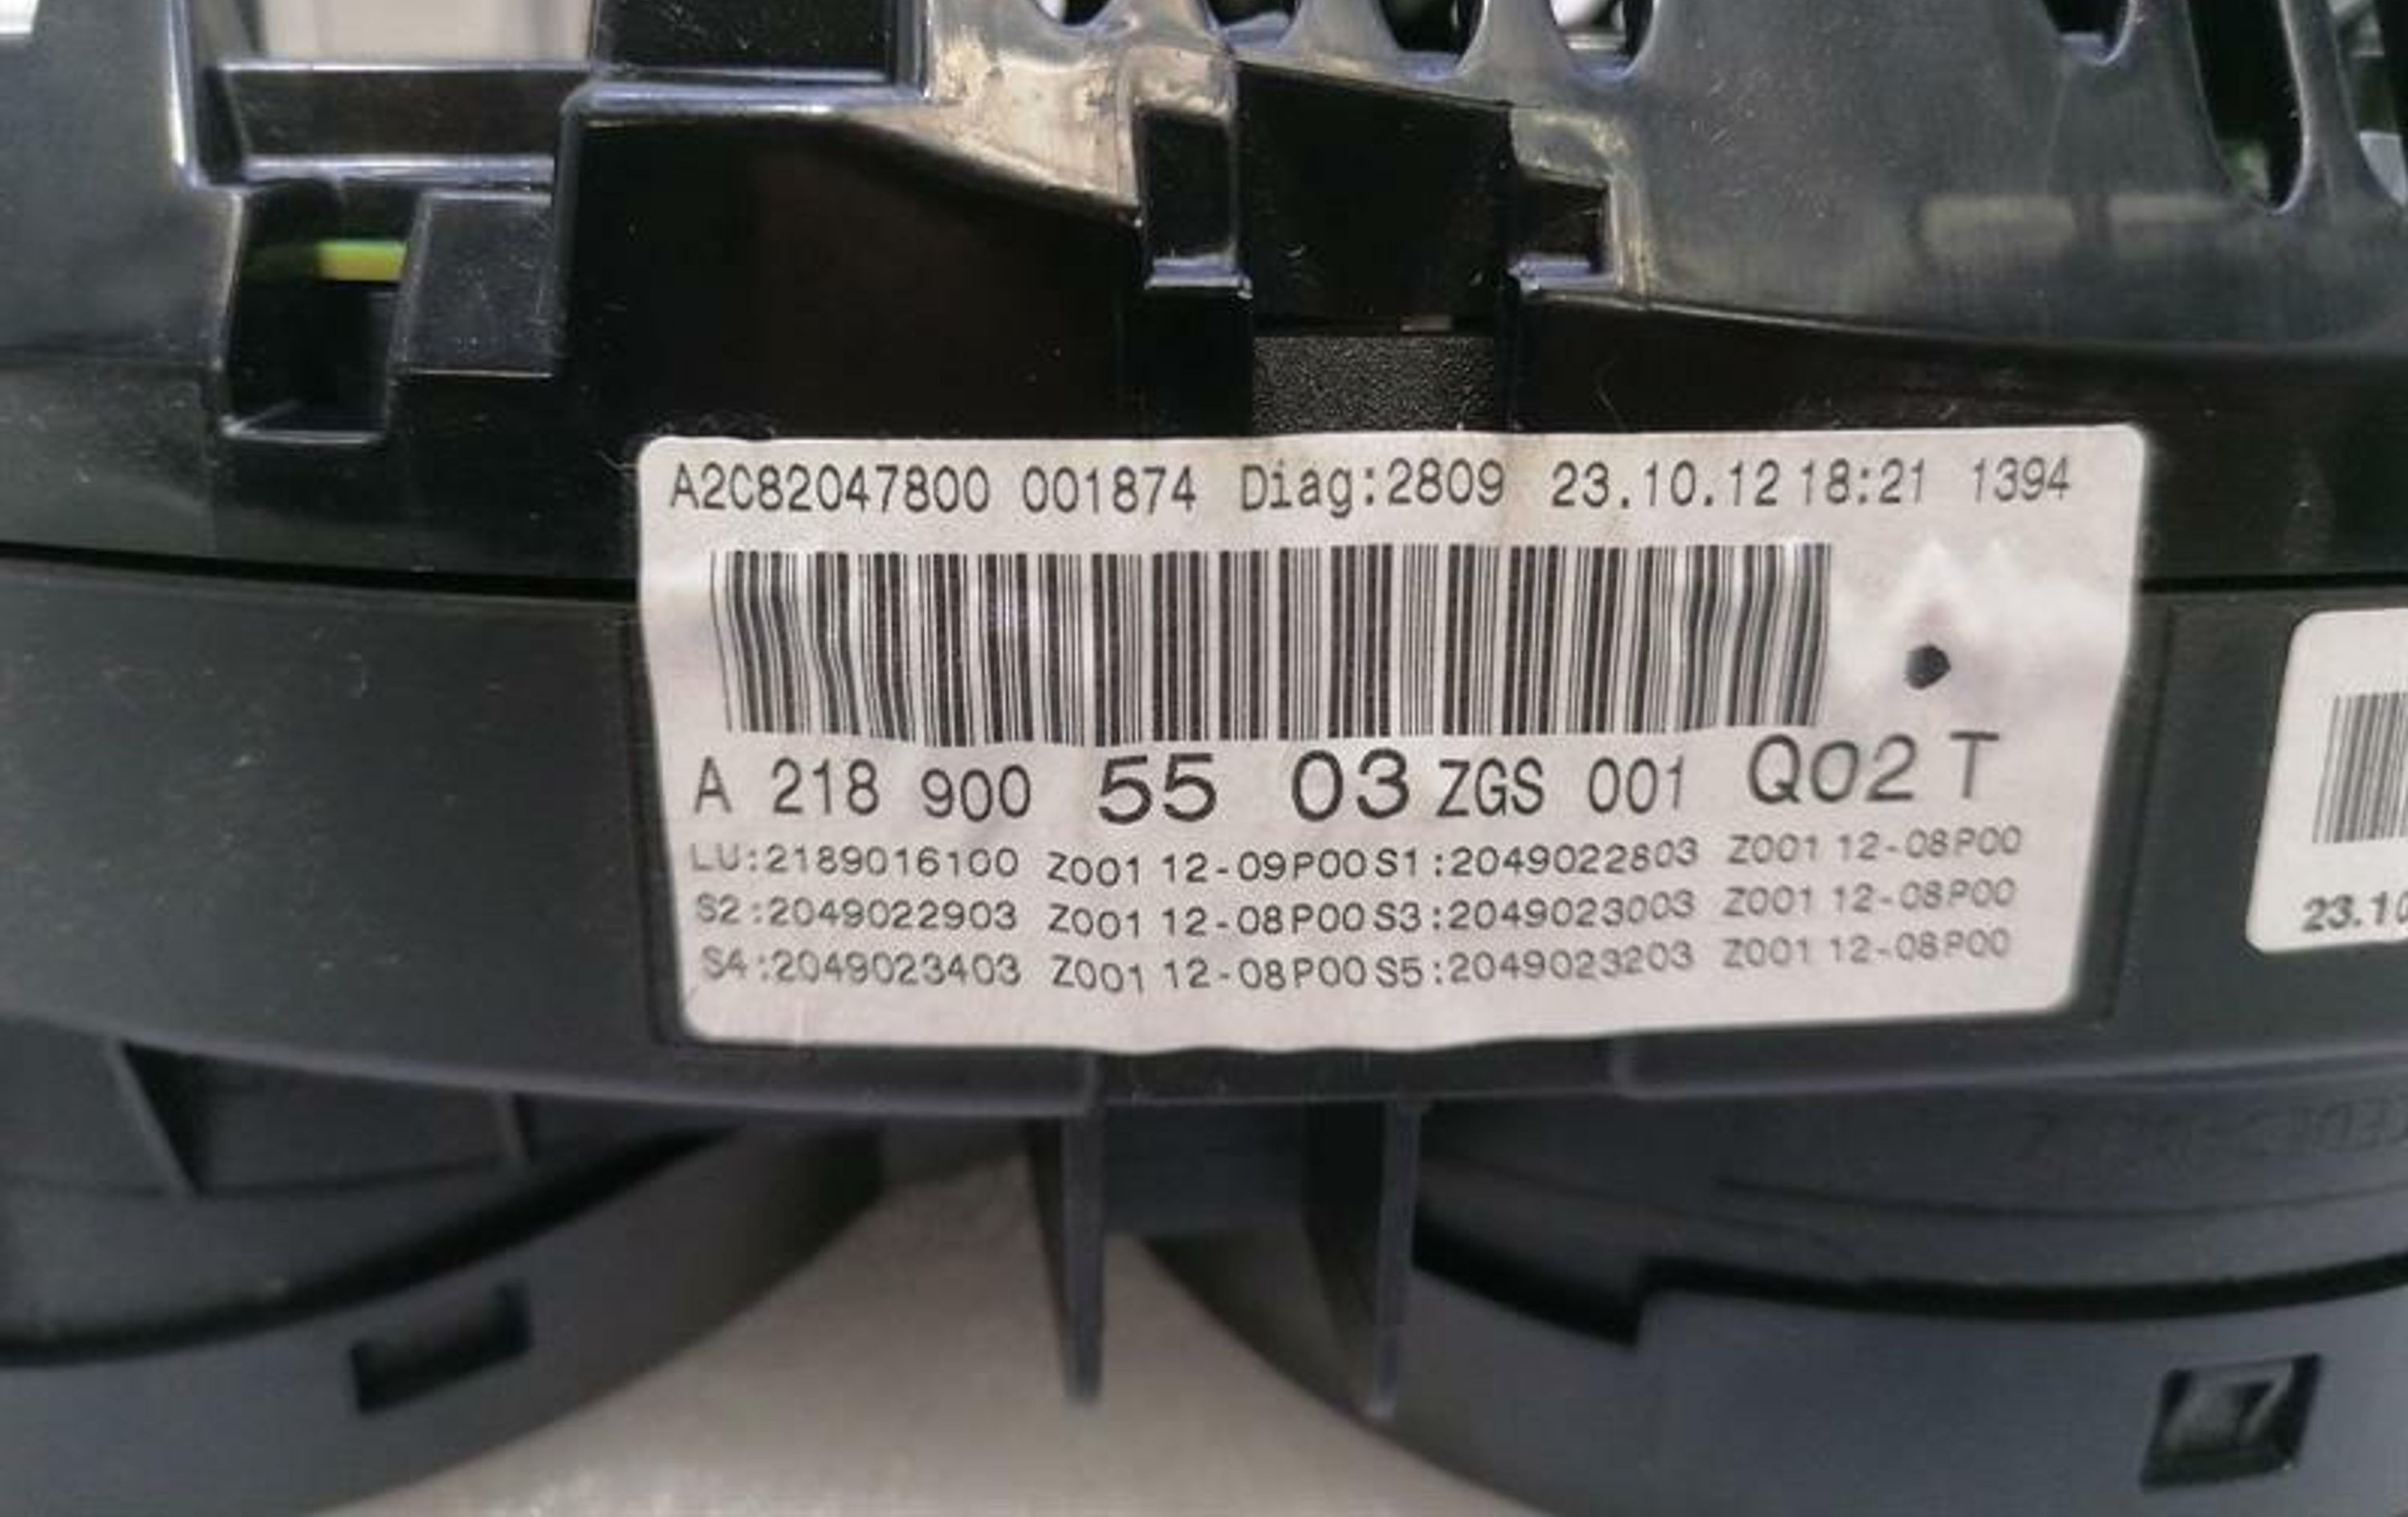 A2C82047800 001874 Diag:2809 23.10.12 18:21 1394
A 218 900 55 03 ZGS 001 Q02 T
LU:2189016100 Z001 12-09P00 S1:2049022803 Z001 12-08P00
S2:2049022903 Z001 12-08P00 S3:2049023003 Z001 12-08P00
S4:2049023403 Z001 12-08P00 S5:2049023203 Z001 12-08P00
23.10